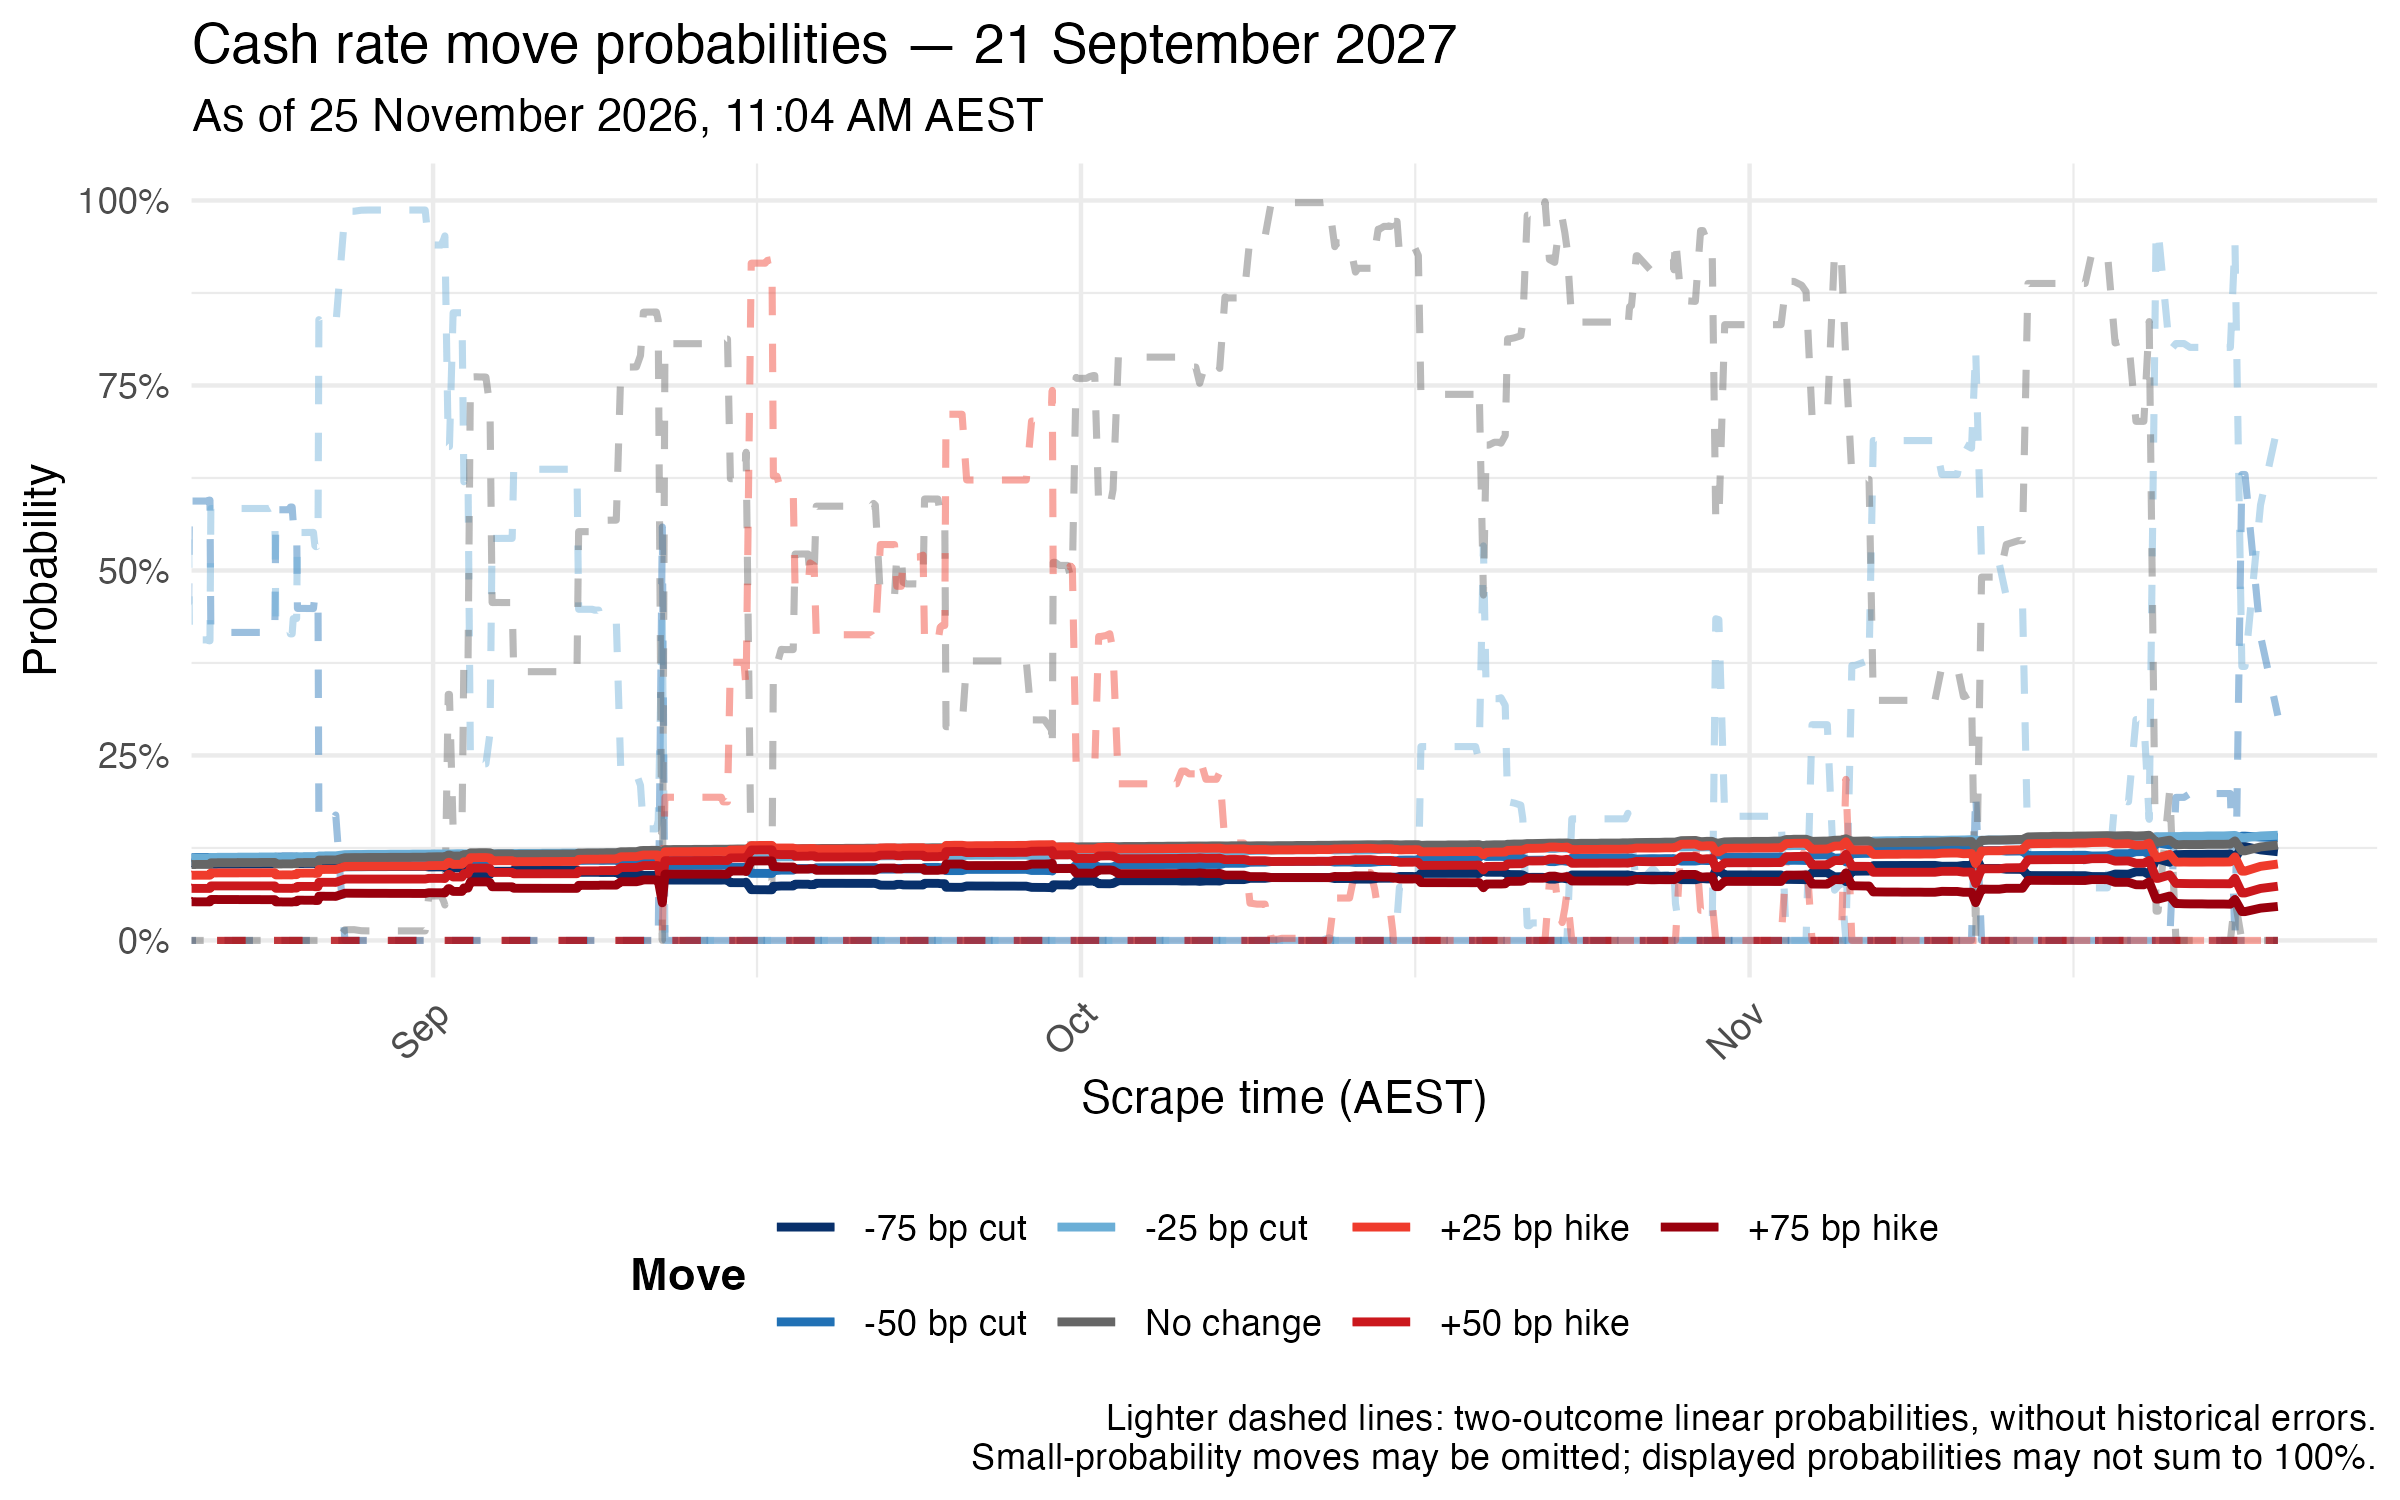 Cash rate move probabilities — 21 September 2027
As of 25 November 2026, 11:04 AM AEST
Probability
100%
75%
50%
25%
0%
Sep
Oct
Nov
Scrape time (AEST)
Move
-75 bp cut
-25 bp cut
+25 bp hike
+75 bp hike
-50 bp cut
No change
+50 bp hike
Lighter dashed lines: two-outcome linear probabilities, without historical errors.
Small-probability moves may be omitted; displayed probabilities may not sum to 100%.